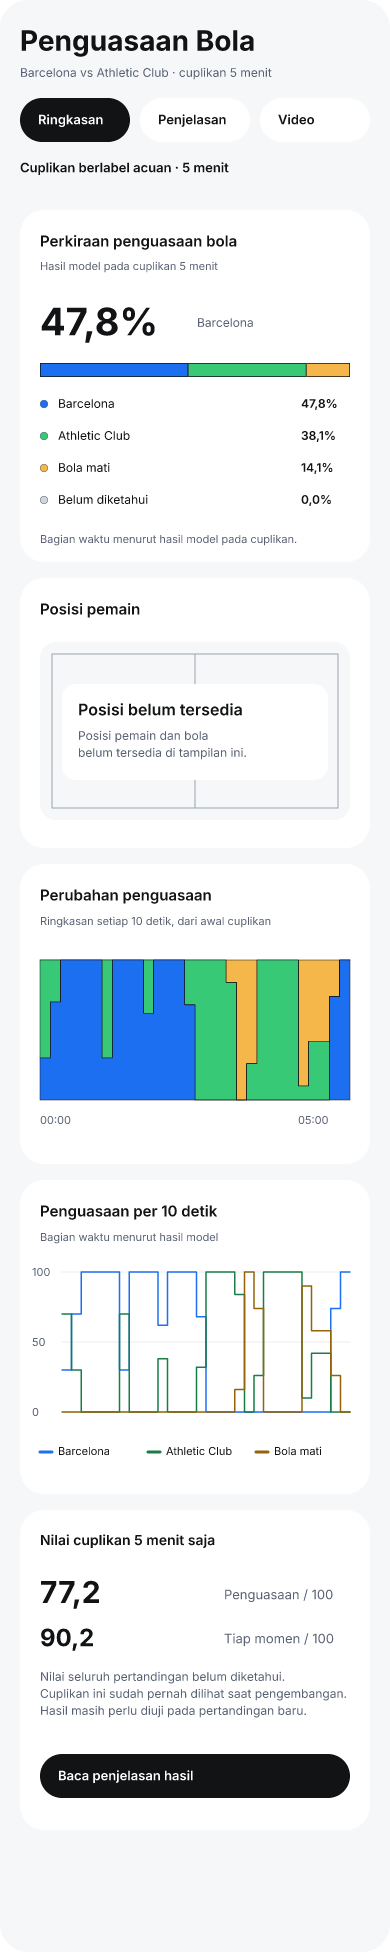 Penguasaan Bola
Barcelona vs Athletic Club · cuplikan 5 menit
Ringkasan
Penjelasan
Video
Cuplikan berlabel acuan · 5 menit
Perkiraan penguasaan bola
Hasil model pada cuplikan 5 menit
47,8% Barcelona
Barcelona 47,8%
Athletic Club 38,1%
Bola mati 14,1%
Belum diketahui 0,0%
Bagian waktu menurut hasil model pada cuplikan.
Posisi pemain
Posisi belum tersedia
Posisi pemain dan bola
belum tersedia di tampilan ini.
Perubahan penguasaan
Ringkasan setiap 10 detik, dari awal cuplikan
00:00 05:00
Penguasaan per 10 detik
Bagian waktu menurut hasil model
100
50
0
Barcelona Athletic Club Bola mati
Nilai cuplikan 5 menit saja
77,2 Penguasaan / 100
90,2 Tiap momen / 100
Nilai seluruh pertandingan belum diketahui.
Cuplikan ini sudah pernah dilihat saat pengembangan.
Hasil masih perlu diuji pada pertandingan baru.
Baca penjelasan hasil